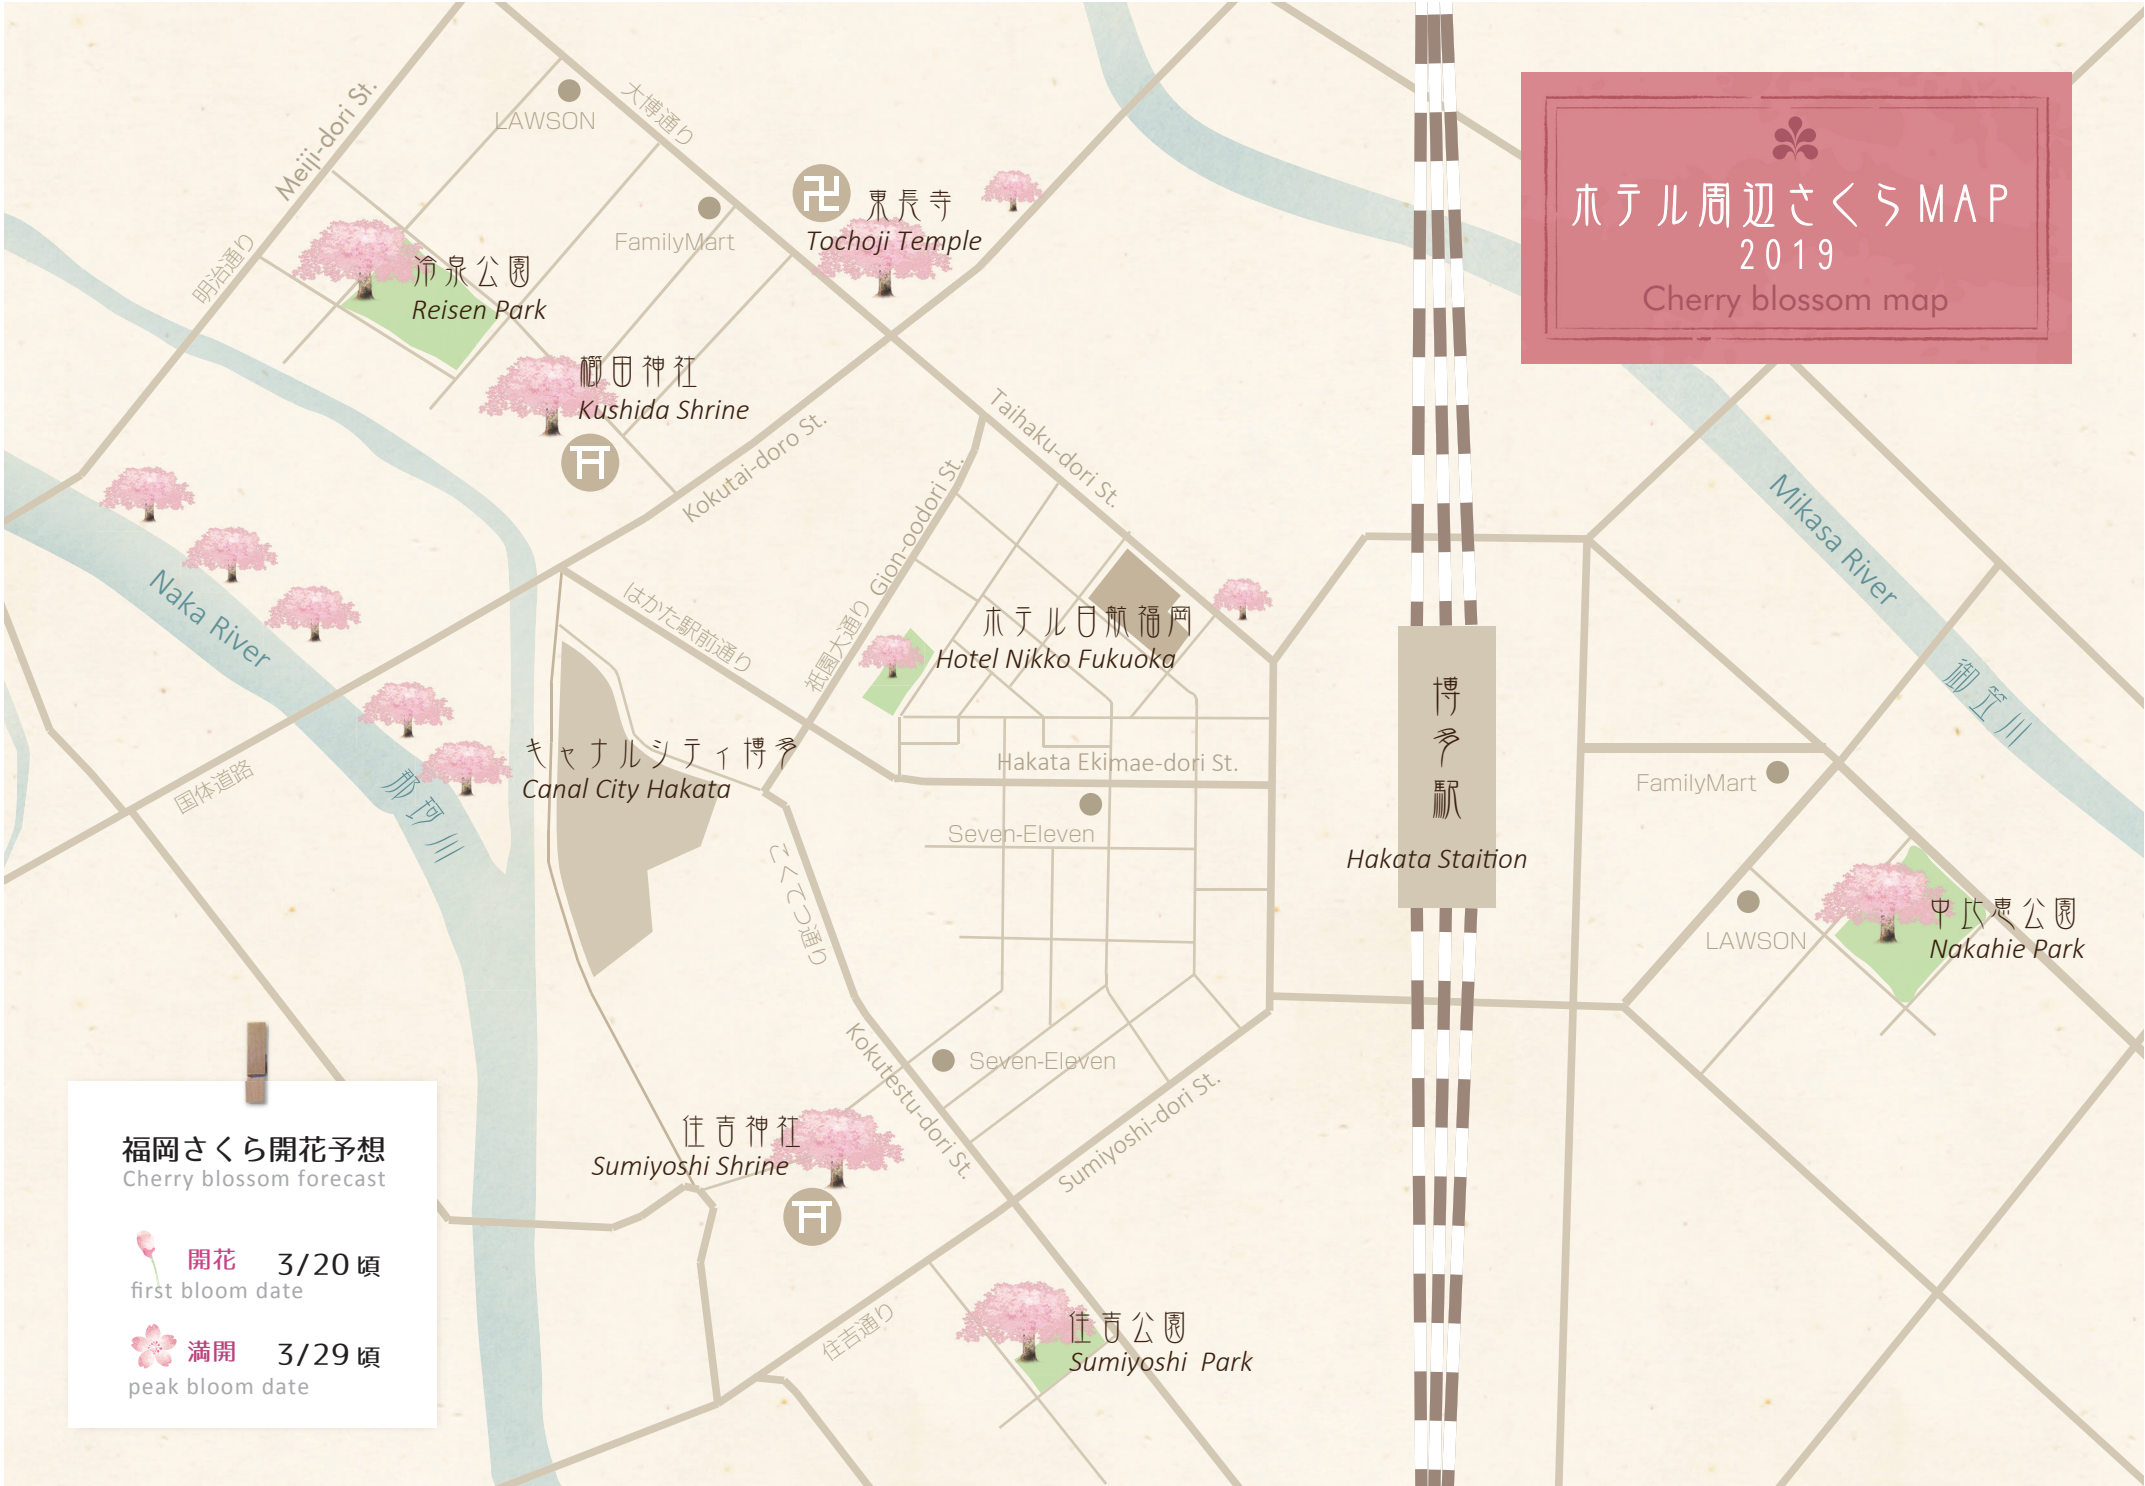 ホテル周辺さくらMAP
2019
Cherry blossom map
Meiji-dori St.
明治通り
LAWSON
大博通り
FamilyMart
東長寺
Tochoji Temple
冷泉公園
Reisen Park
櫛田神社
Kushida Shrine
Kokutai-doro St.
Taihaku-dori St.
Gion-oodori St.
祇園大通り
はかた駅前通り
Naka River
那珂川
国体道路
ホテル日航福岡
Hotel Nikko Fukuoka
キャナルシティ博多
Canal City Hakata
Hakata Ekimae-dori St.
Seven-Eleven
こくてつ通り
博多駅
Hakata Staition
Mikasa River
御笠川
FamilyMart
LAWSON
中比恵公園
Nakahie Park
Kokutestu-dori St.
Seven-Eleven
Sumiyoshi-dori St.
住吉神社
Sumiyoshi Shrine
住吉通り
住吉公園
Sumiyoshi Park
福岡さくら開花予想
Cherry blossom forecast
開花 3/20 頃
first bloom date
満開 3/29 頃
peak bloom date